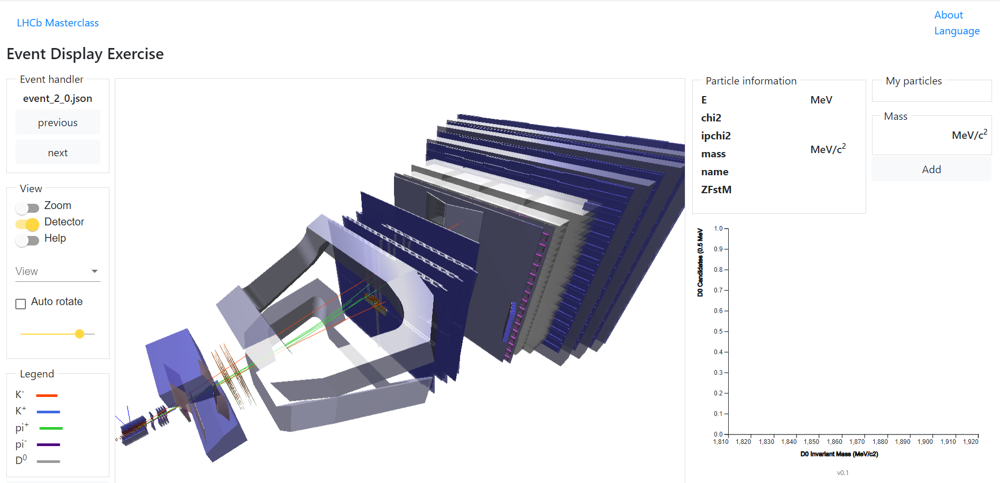 LHCb Masterclass
About
Language
Event Display Exercise
Event handler
event_2_0.json
previous
next
View
Zoom
Detector
Help
View
Auto rotate
Legend
K-
K+
pi+
pi-
D0
Particle information
E MeV
chi2
ipchi2
mass MeV/c2
name
ZFstM
My particles
Mass
MeV/c2
Add
D0 Candidates (0.5 MeV
1.0
0.9
0.8
0.7
0.6
0.5
0.4
0.3
0.2
0.1
0.0
1,810 1,820 1,830 1,840 1,850 1,860 1,870 1,880 1,890 1,900 1,910 1,920
D0 Invariant Mass (MeV/c2)
v0.1